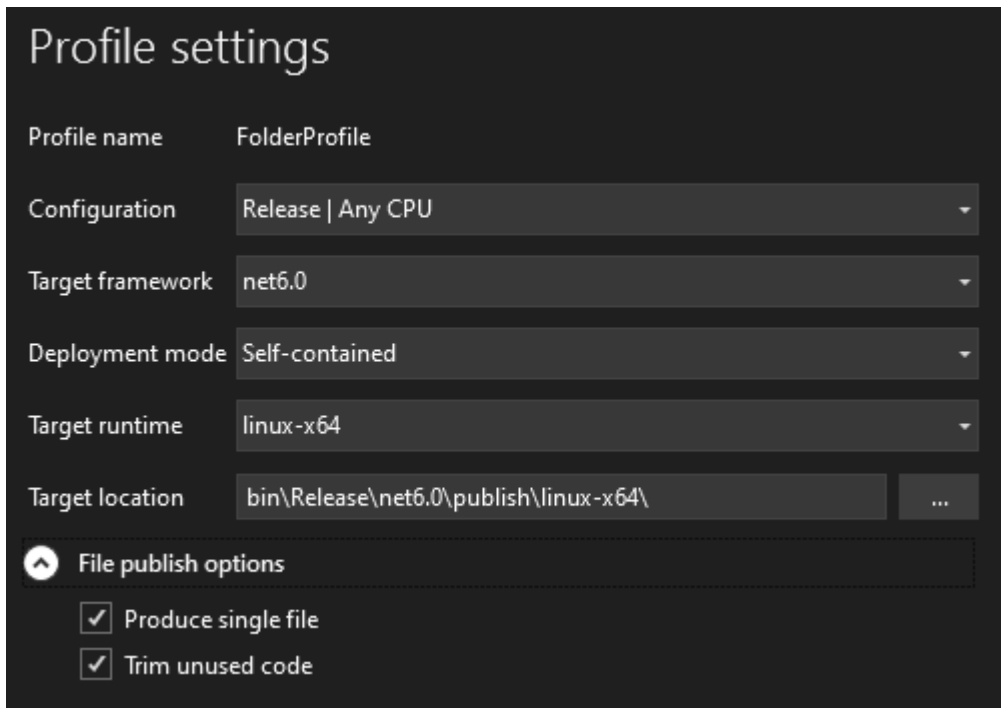 Profile settings
Profile name FolderProfile
Configuration Release | Any CPU
Target framework net6.0
Deployment mode Self-contained
Target runtime linux-x64
Target location bin\Release\net6.0\publish\linux-x64\ ...
File publish options
Produce single file
Trim unused code